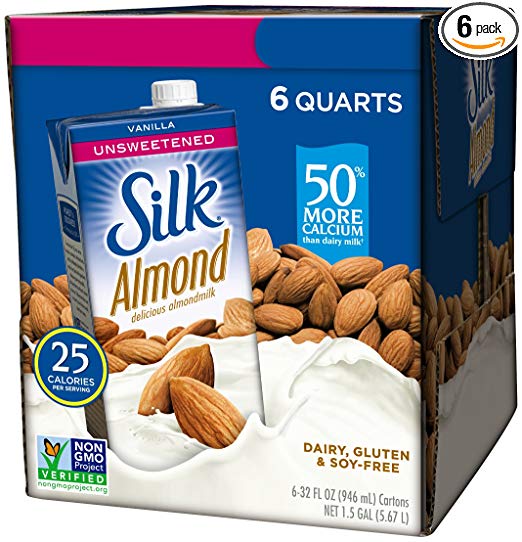 6
pack
6 QUARTS
VANILLA
UNSWEETENED
Silk
Almond
delicious almondmilk
50%
MORE
CALCIUM
than dairy milk†
25
CALORIES
PER SERVING
NON
GMO
Project
VERIFIED
nongmoproject.org
DAIRY, GLUTEN
& SOY-FREE
6-32 FL OZ (946 mL) Cartons
NET 1.5 GAL (5.67 L)
Silk